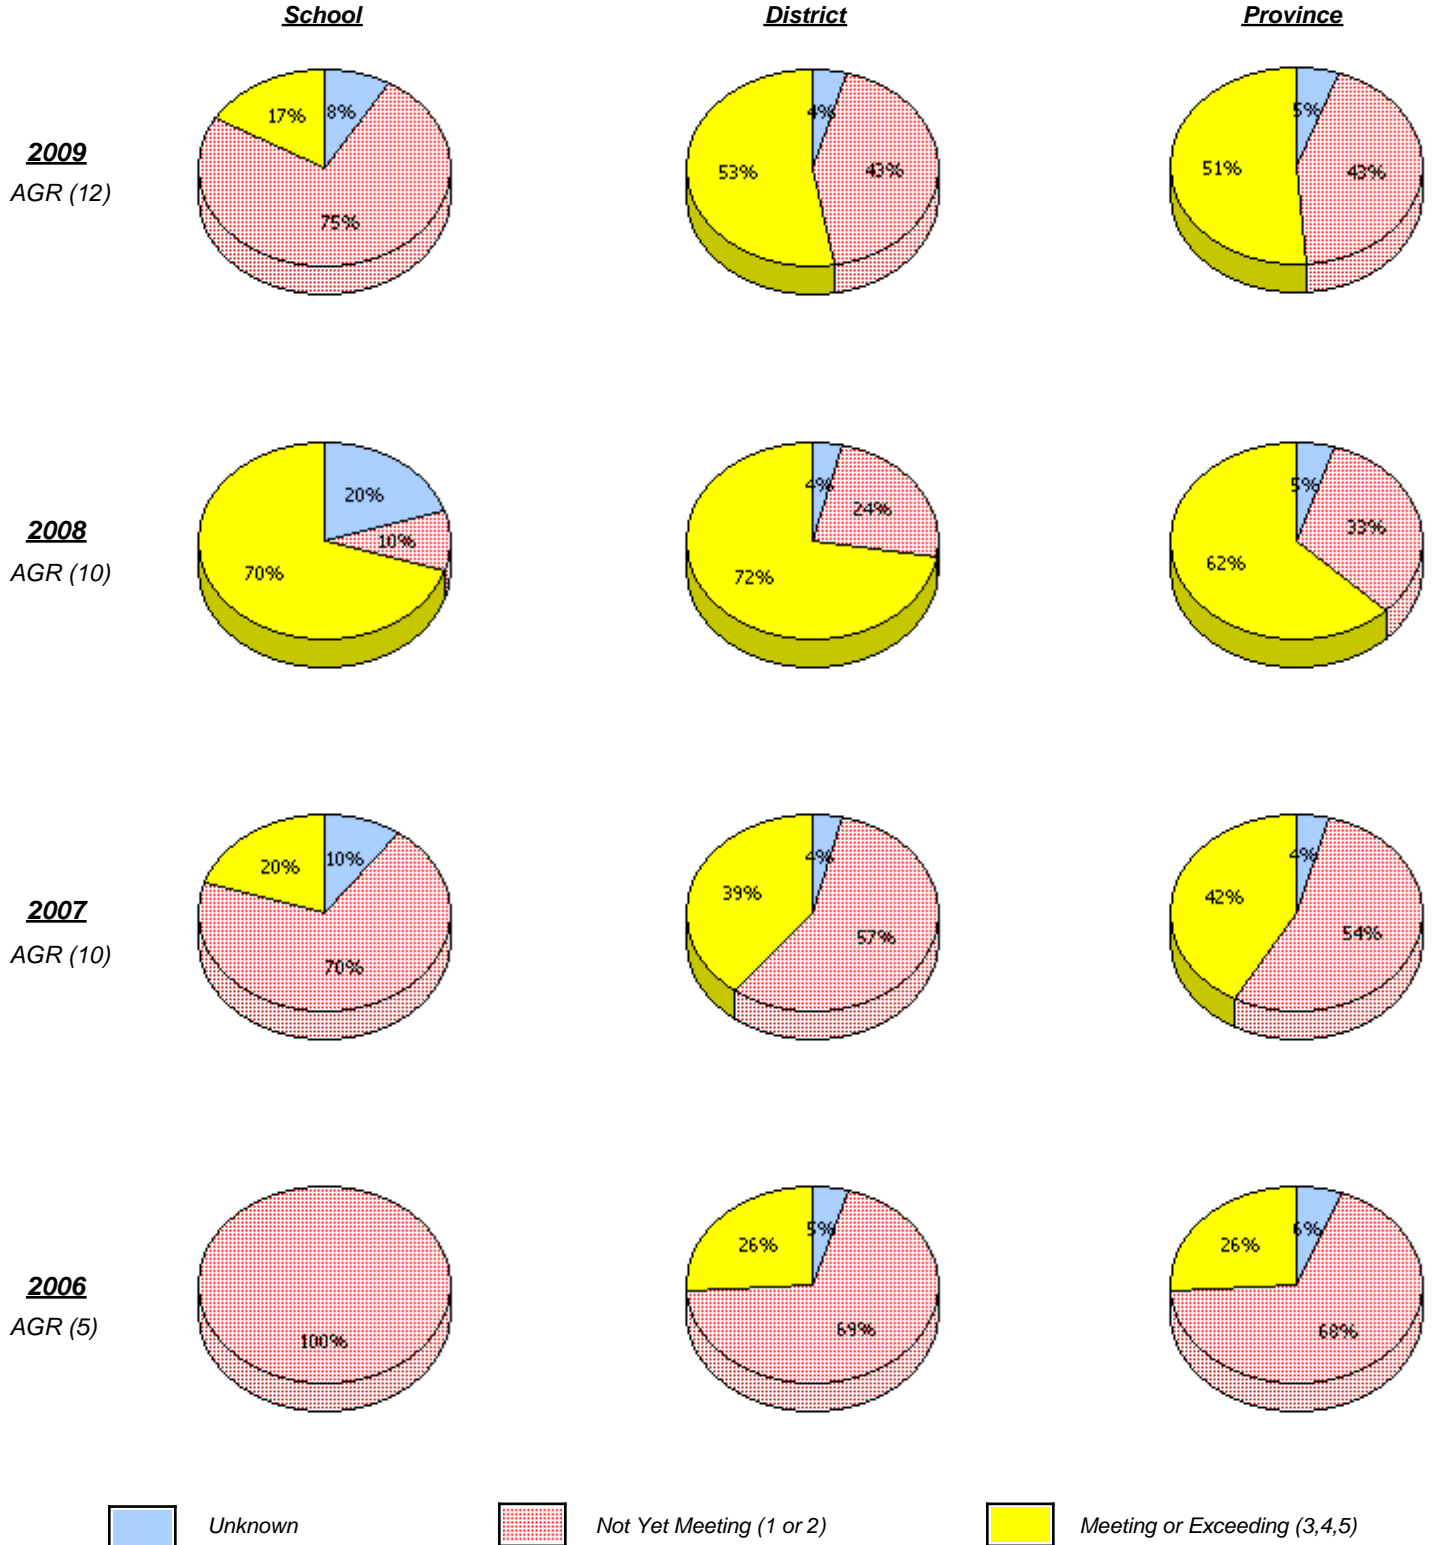 School District Province
17% 8% 75% 4% 53% 43% 5% 51% 43%
2009
AGR (12)
20% 10% 70% 4% 24% 72% 5% 33% 62%
2008
AGR (10)
20% 10% 70% 4% 39% 57% 4% 42% 54%
2007
AGR (10)
100% 26% 5% 69% 26% 6% 68%
2006
AGR (5)
Unknown Not Yet Meeting (1 or 2) Meeting or Exceeding (3,4,5)